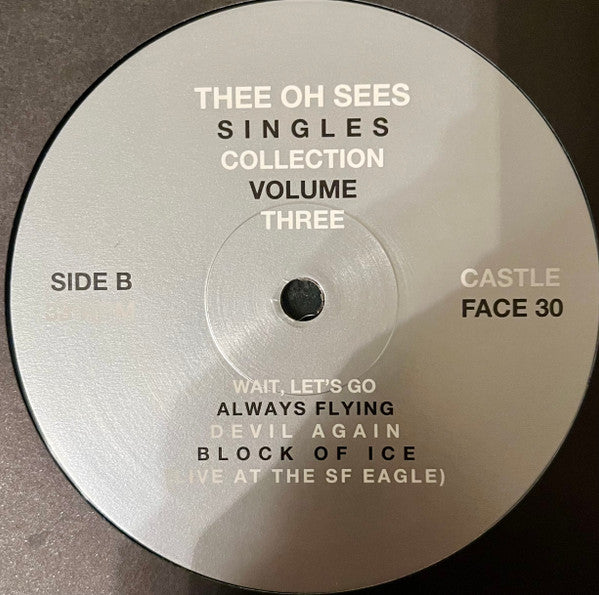 THEE OH SEES
SINGLES
COLLECTION
VOLUME
THREE
SIDE B
CASTLE
FACE 30
WAIT, LET'S GO
ALWAYS FLYING
DEVIL AGAIN
BLOCK OF ICE
(LIVE AT THE SF EAGLE)